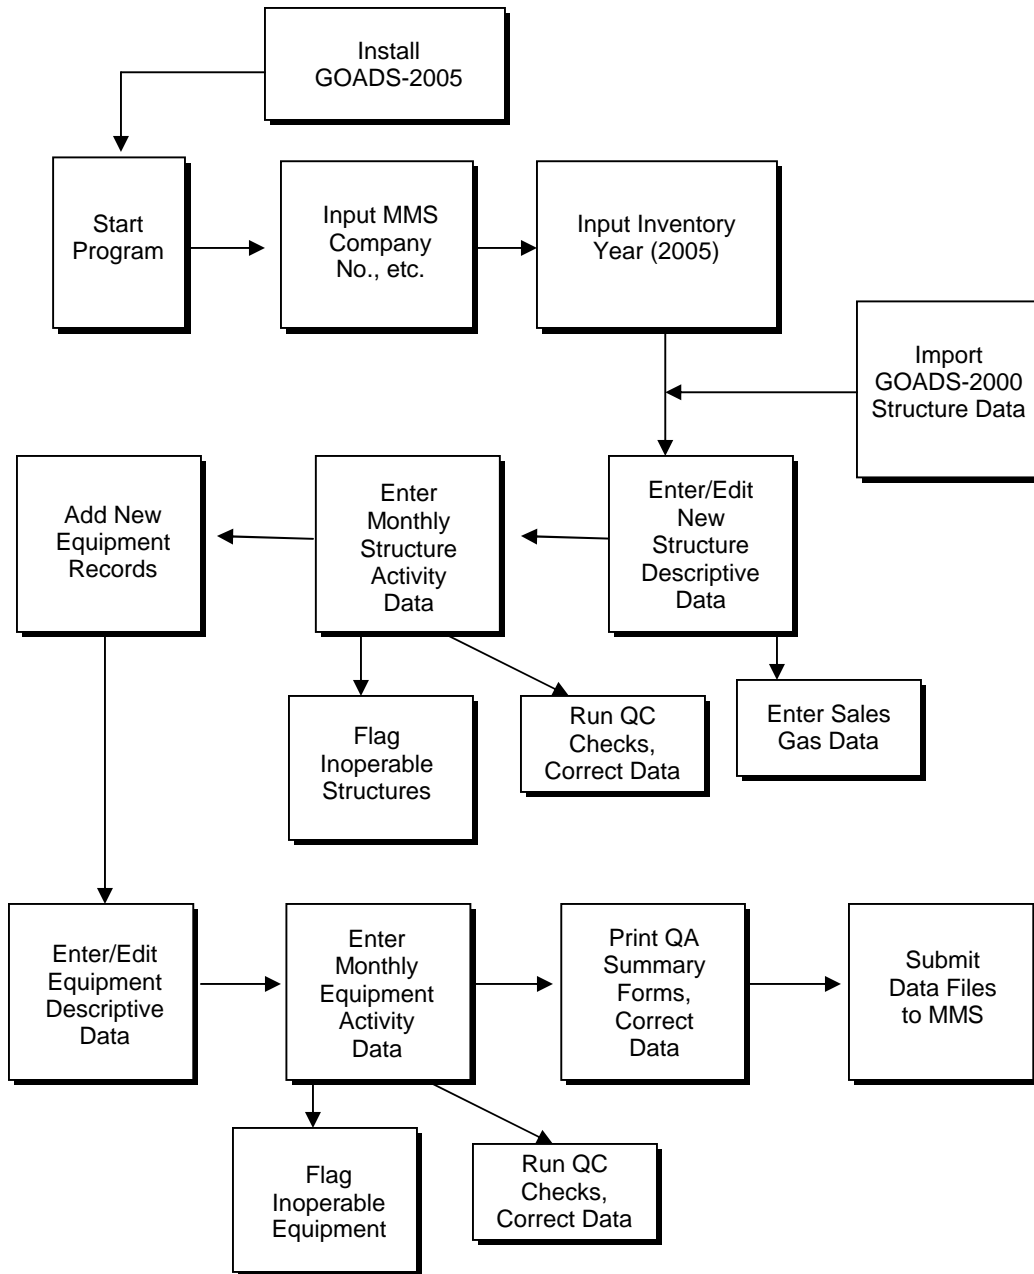 Install
GOADS-2005
Start
Program
Input MMS
Company
No., etc.
Input Inventory
Year (2005)
Import
GOADS-2000
Structure Data
Enter/Edit
New
Structure
Descriptive
Data
Enter
Monthly
Structure
Activity
Data
Add New
Equipment
Records
Flag
Inoperable
Structures
Run QC
Checks,
Correct Data
Enter Sales
Gas Data
Enter/Edit
Equipment
Descriptive
Data
Enter
Monthly
Equipment
Activity
Data
Print QA
Summary
Forms,
Correct
Data
Submit
Data Files
to MMS
Flag
Inoperable
Equipment
Run QC
Checks,
Correct Data